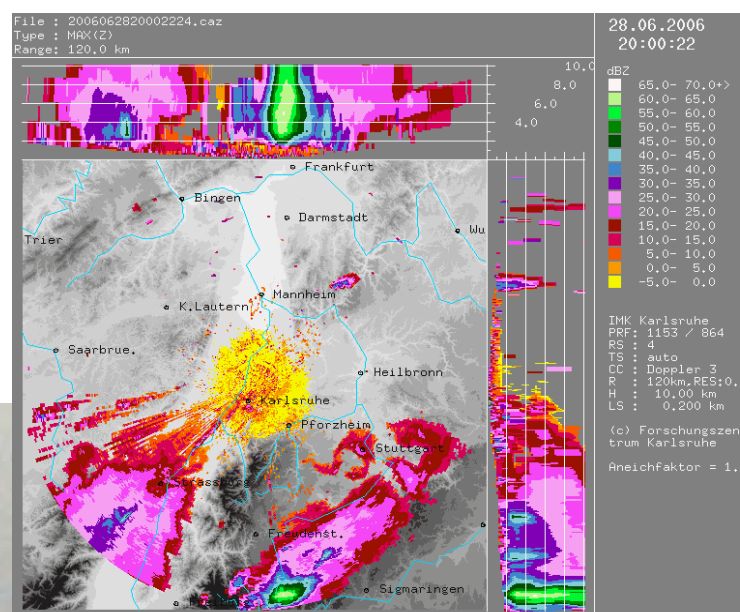 File : 2006062820002224.caz
Type : MAX(Z)
Range: 120.0 km
10.0
8.0
6.0
4.0
Frankfurt
Bingen
Darmstadt
Trier
Wu
Mannheim
K.Lautern
Saarbrue.
Heilbronn
Karlsruhe
Pforzheim
Stuttgart
Strassburg
Freudenst.
Sigmaringen
28.06.2006
20:00:22
dBZ
65.0- 70.0+>
60.0- 65.0
55.0- 60.0
50.0- 55.0
45.0- 50.0
40.0- 45.0
35.0- 40.0
30.0- 35.0
25.0- 30.0
20.0- 25.0
15.0- 20.0
10.0- 15.0
5.0- 10.0
0.0- 5.0
-5.0- 0.0
IMK Karlsruhe
PRF: 1153 / 864
RS : 4
TS : auto
CC : Doppler 3
R : 120km,RES:0.
H : 10.00 km
LS : 0.200 km
(c) Forschungszen
trum Karlsruhe
Aneichfaktor = 1.